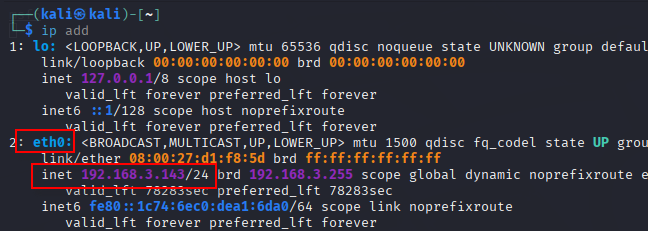 (kali㉿kali)-[~]
$ ip add
1: lo: <LOOPBACK,UP,LOWER_UP> mtu 65536 qdisc noqueue state UNKNOWN group defaul
link/loopback 00:00:00:00:00:00 brd 00:00:00:00:00:00
inet 127.0.0.1/8 scope host lo
valid_lft forever preferred_lft forever
inet6 ::1/128 scope host noprefixroute
valid_lft forever preferred_lft forever
2: eth0: <BROADCAST,MULTICAST,UP,LOWER_UP> mtu 1500 qdisc fq_codel state UP grou
link/ether 08:00:27:d1:f8:5d brd ff:ff:ff:ff:ff:ff
inet 192.168.3.143/24 brd 192.168.3.255 scope global dynamic noprefixroute e
valid_lft 78283sec preferred_lft 78283sec
inet6 fe80::1c74:6ec0:dea1:6da0/64 scope link noprefixroute
valid_lft forever preferred_lft forever